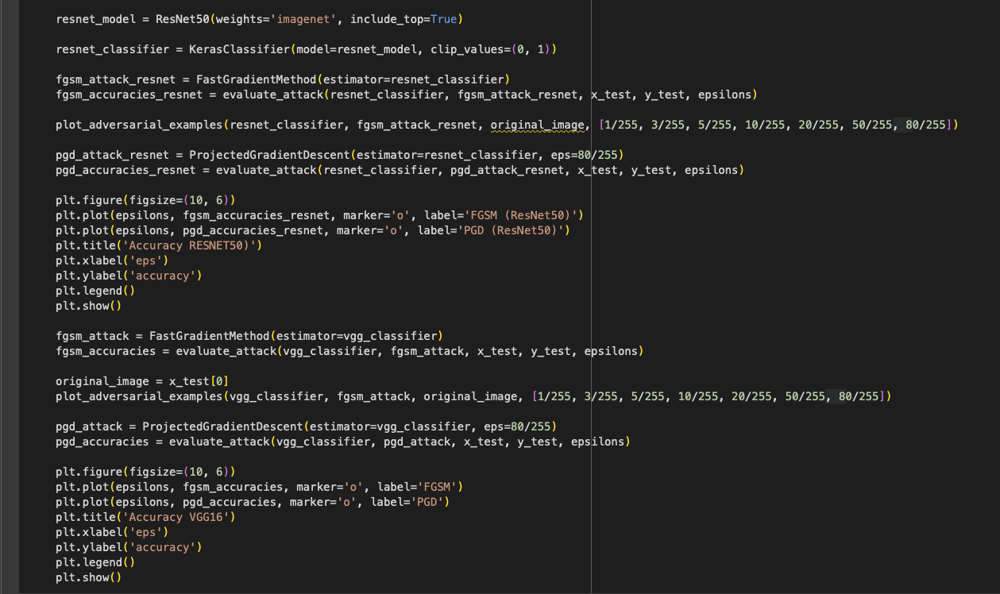 resnet_model = ResNet50(weights='imagenet', include_top=True)
resnet_classifier = KerasClassifier(model=resnet_model, clip_values=(0, 1))
fgsm_attack_resnet = FastGradientMethod(estimator=resnet_classifier)
fgsm_accuracies_resnet = evaluate_attack(resnet_classifier, fgsm_attack_resnet, x_test, y_test, epsilons)
plot_adversarial_examples(resnet_classifier, fgsm_attack_resnet, original_image, [1/255, 3/255, 5/255, 10/255, 20/255, 50/255, 80/255])
pgd_attack_resnet = ProjectedGradientDescent(estimator=resnet_classifier, eps=80/255)
pgd_accuracies_resnet = evaluate_attack(resnet_classifier, pgd_attack_resnet, x_test, y_test, epsilons)
plt.figure(figsize=(10, 6))
plt.plot(epsilons, fgsm_accuracies_resnet, marker='o', label='FGSM (ResNet50)')
plt.plot(epsilons, pgd_accuracies_resnet, marker='o', label='PGD (ResNet50)')
plt.title('Accuracy RESNET50)')
plt.xlabel('eps')
plt.ylabel('accuracy')
plt.legend()
plt.show()
fgsm_attack = FastGradientMethod(estimator=vgg_classifier)
fgsm_accuracies = evaluate_attack(vgg_classifier, fgsm_attack, x_test, y_test, epsilons)
original_image = x_test[0]
plot_adversarial_examples(vgg_classifier, fgsm_attack, original_image, [1/255, 3/255, 5/255, 10/255, 20/255, 50/255, 80/255])
pgd_attack = ProjectedGradientDescent(estimator=vgg_classifier, eps=80/255)
pgd_accuracies = evaluate_attack(vgg_classifier, pgd_attack, x_test, y_test, epsilons)
plt.figure(figsize=(10, 6))
plt.plot(epsilons, fgsm_accuracies, marker='o', label='FGSM')
plt.plot(epsilons, pgd_accuracies, marker='o', label='PGD')
plt.title('Accuracy VGG16')
plt.xlabel('eps')
plt.ylabel('accuracy')
plt.legend()
plt.show()